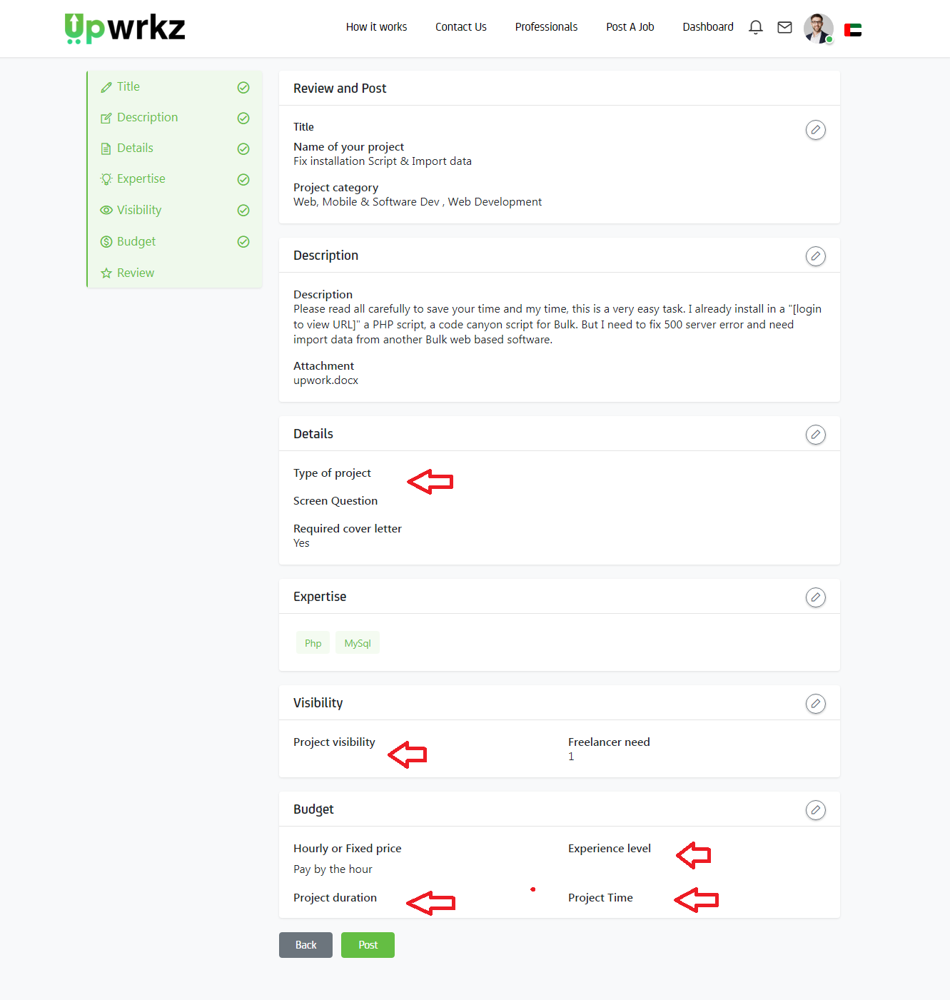 Upwrkz
How it works
Contact Us
Professionals
Post A Job
Dashboard
Title
Description
Details
Expertise
Visibility
Budget
Review
Review and Post
Title
Name of your project
Fix installation Script & Import data
Project category
Web, Mobile & Software Dev , Web Development
Description
Description
Please read all carefully to save your time and my time, this is a very easy task. I already install in a "[login
to view URL]" a PHP script, a code canyon script for Bulk. But I need to fix 500 server error and need
import data from another Bulk web based software.
Attachment
upwork.docx
Details
Type of project
Screen Question
Required cover letter
Yes
Expertise
Php
MySql
Visibility
Project visibility
Freelancer need
1
Budget
Hourly or Fixed price
Experience level
Pay by the hour
Project duration
Project Time
Back
Post